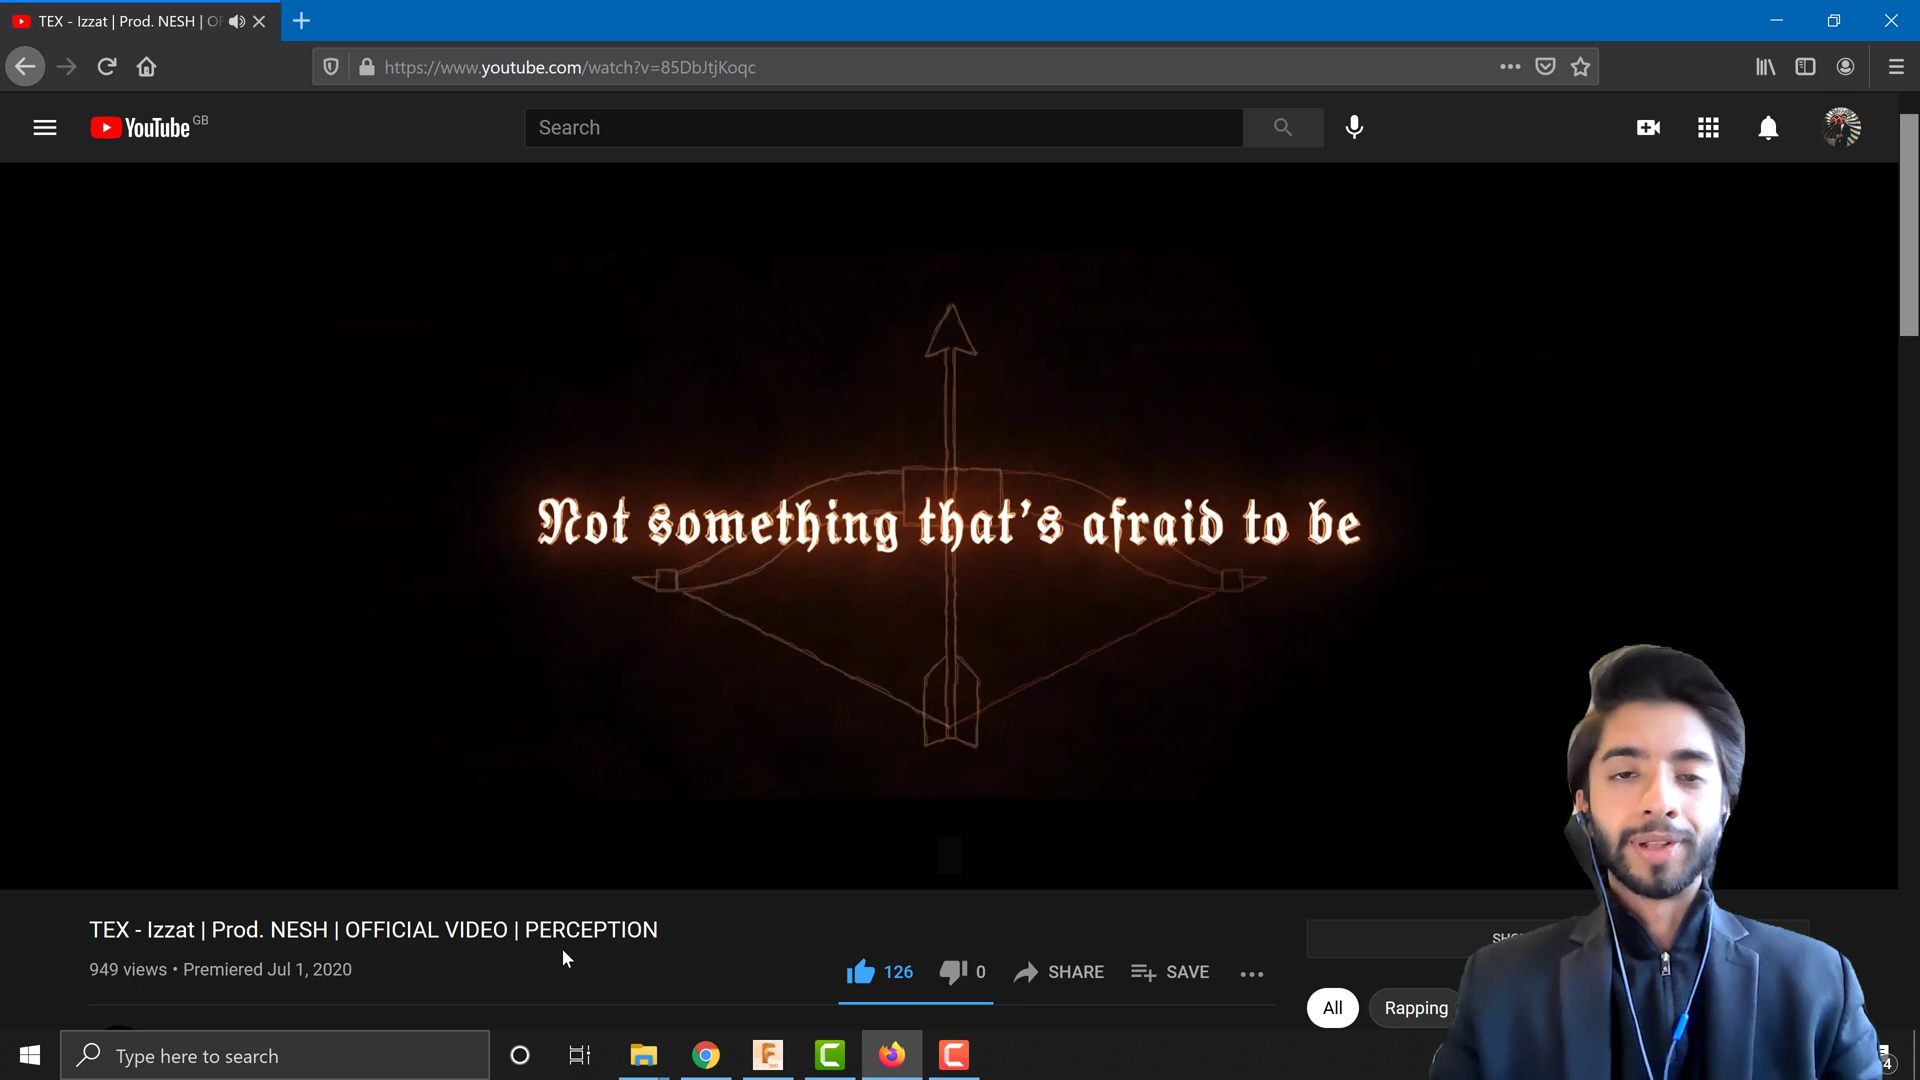 TEX - Izzat | Prod. NESH | OF
https://www.youtube.com/watch?v=85DbJtjKoqc
YouTube GB
Search
Not something that's afraid to be
TEX - Izzat | Prod. NESH | OFFICIAL VIDEO | PERCEPTION
949 views • Premiered Jul 1, 2020
126
0
SHARE
SAVE
All
Rapping
Type here to search
4